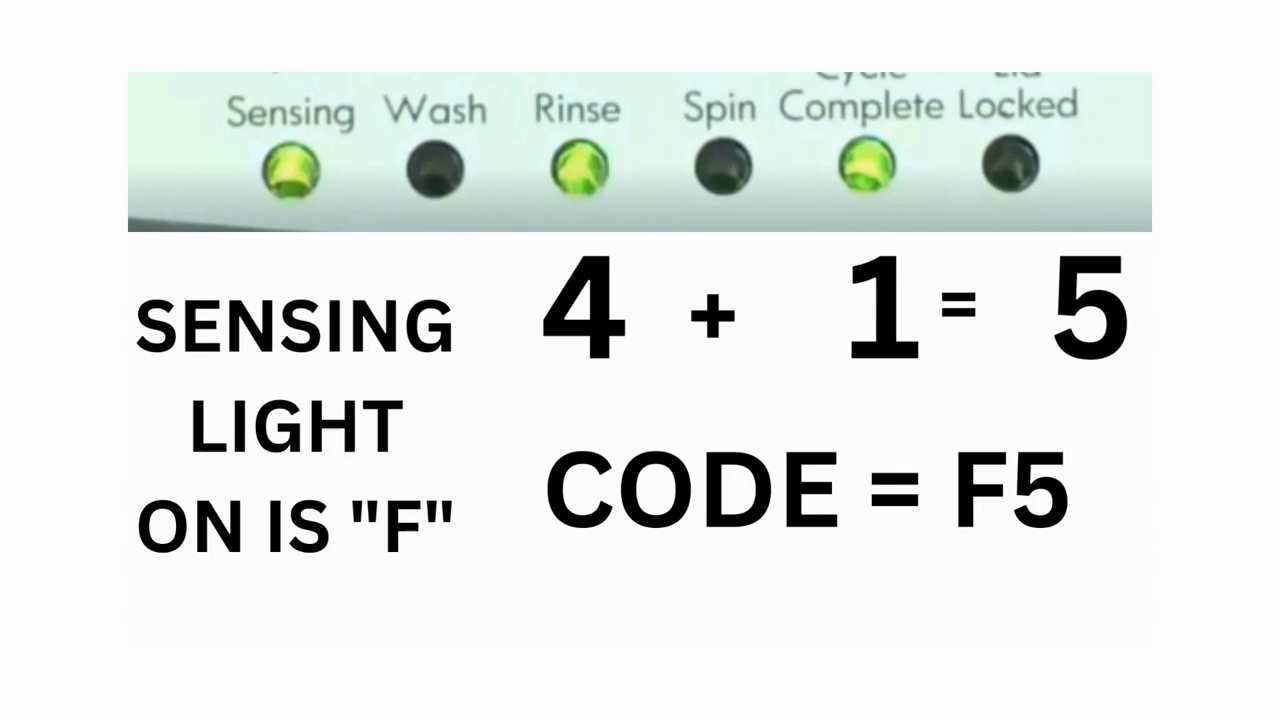 Sensing Wash Rinse Spin Complete Locked
4 + 1 = 5
SENSING
LIGHT
ON IS "F"
CODE = F5